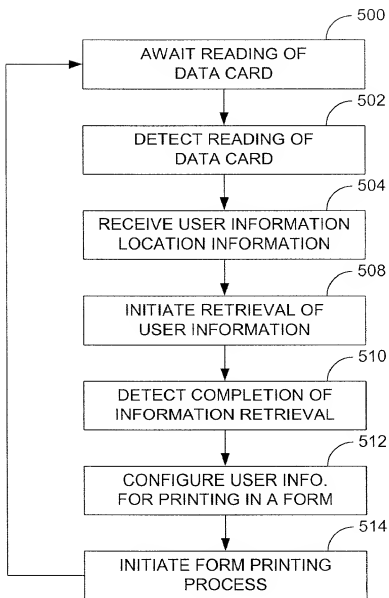 500
AWAIT READING OF
DATA CARD
502
DETECT READING OF
DATA CARD
504
RECEIVE USER INFORMATION
LOCATION INFORMATION
508
INITIATE RETRIEVAL OF
USER INFORMATION
510
DETECT COMPLETION OF
INFORMATION RETRIEVAL
512
CONFIGURE USER INFO.
FOR PRINTING IN A FORM
514
INITIATE FORM PRINTING
PROCESS